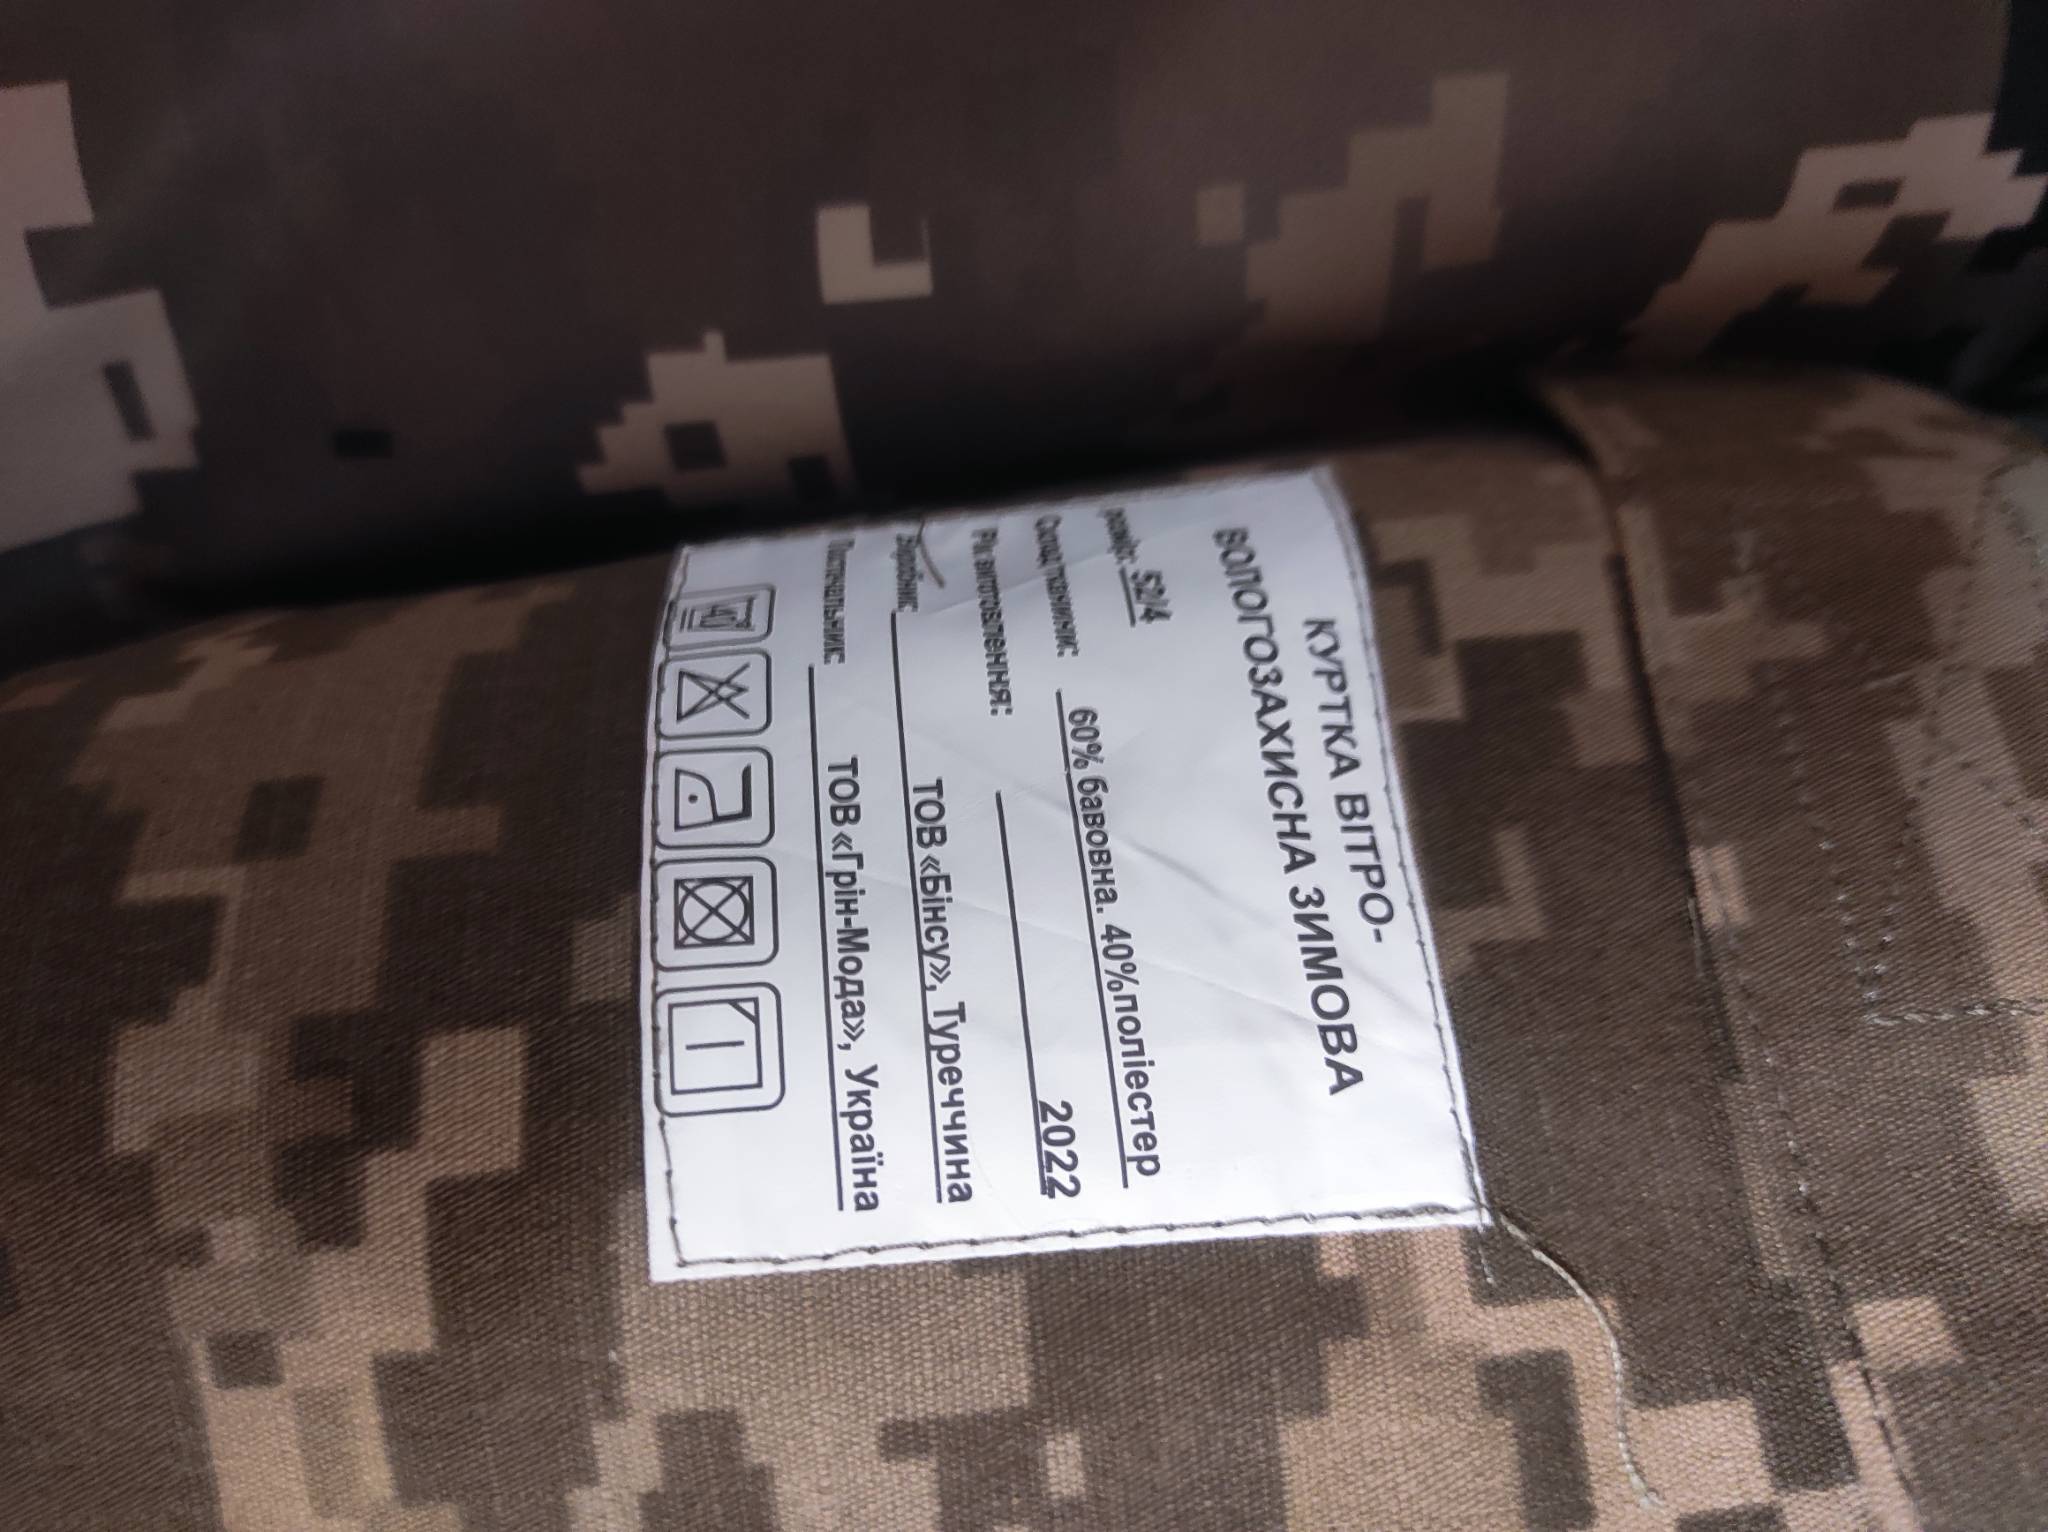 КУРТКА ВІТРО-
ВОЛОГОЗАХИСНА ЗИМОВА
розмір: 52/4
Склад тканини: 60% бавовна. 40%поліестер
Рік виготовлення: 2022
Виробник: ТОВ «Бінсу», Туреччина
Постачальник: ТОВ «Грін-Мода», Україна
40